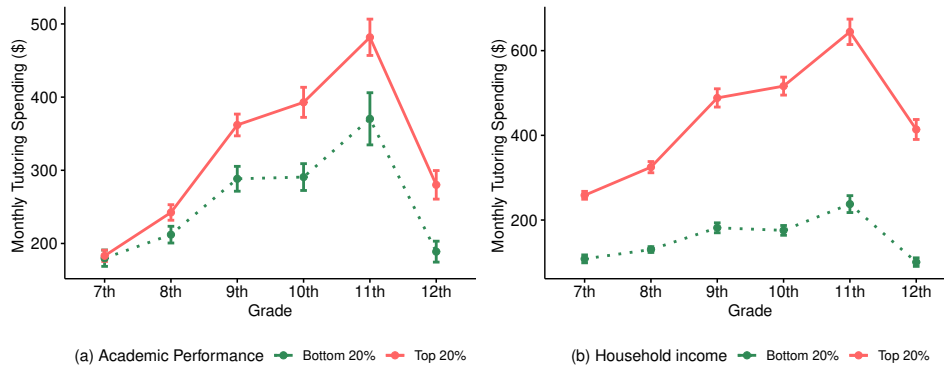 Monthly Tutoring Spending ($)
500
400
300
200
7th 8th 9th 10th 11th 12th
Grade
(a) Academic Performance Bottom 20% Top 20%
Monthly Tutoring Spending ($)
600
400
200
7th 8th 9th 10th 11th 12th
Grade
(b) Household income Bottom 20% Top 20%